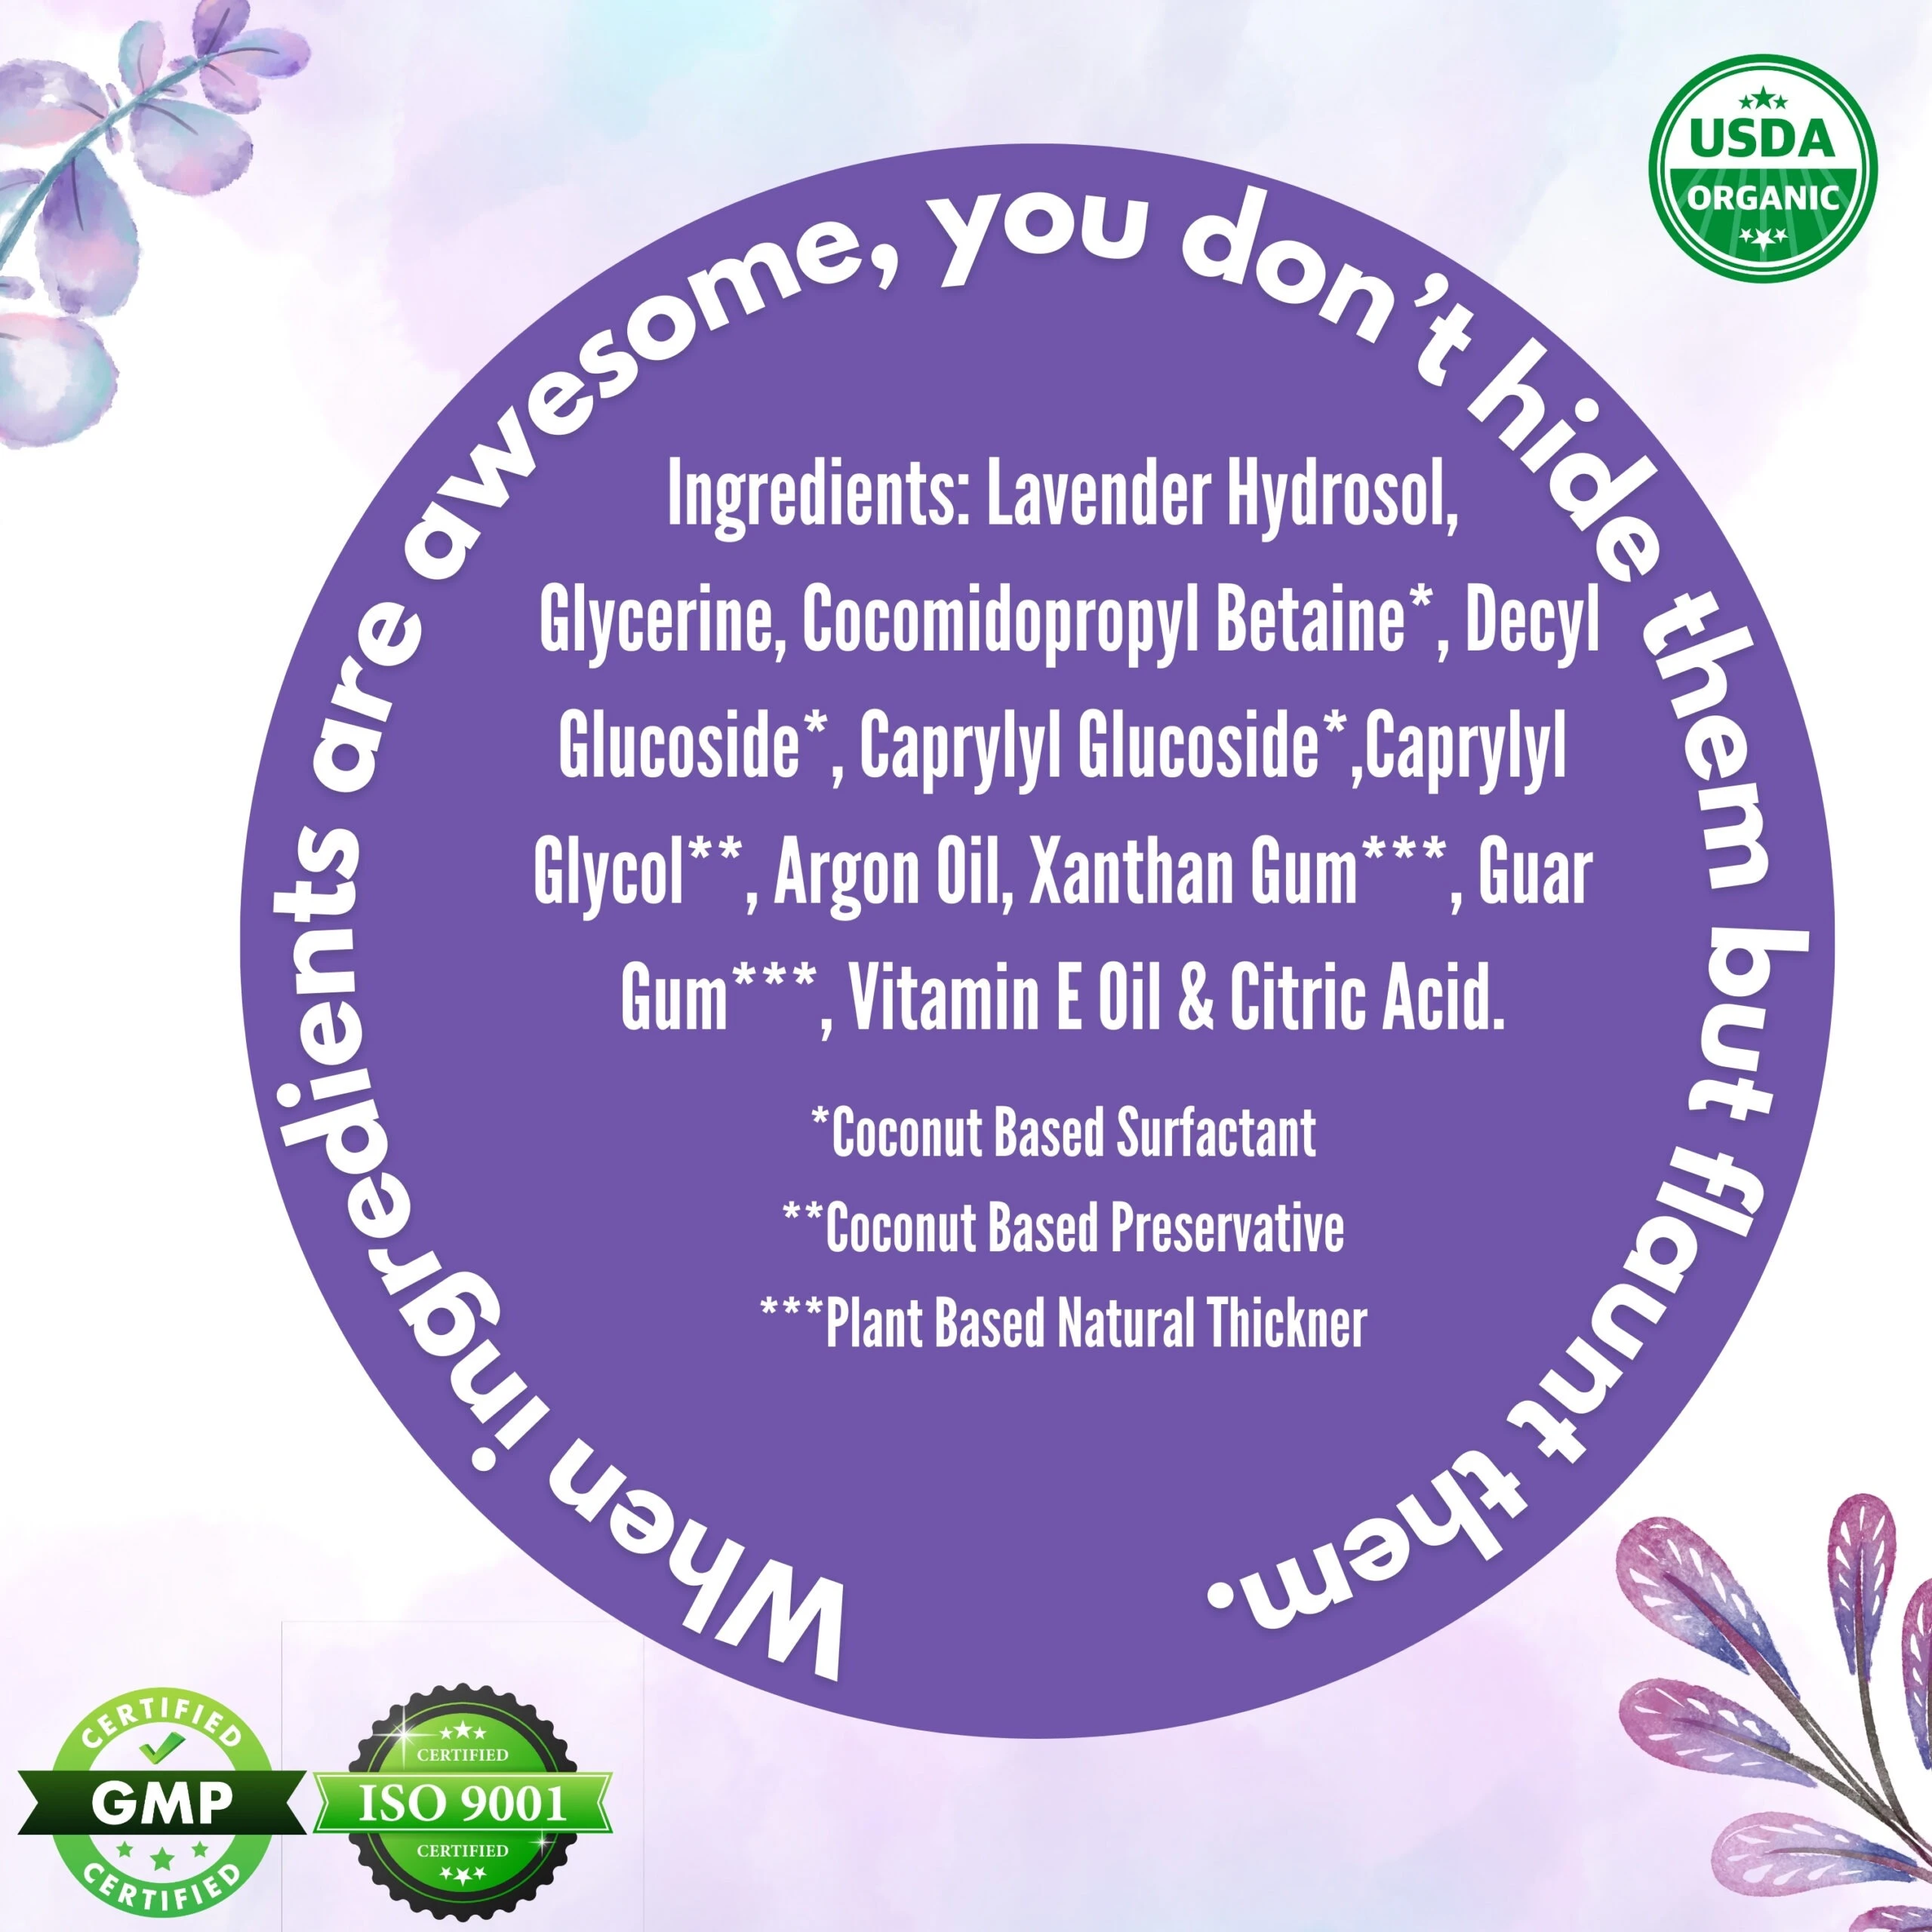 When ingredients are awesome, you don't hide them but flaunt them.
USDA
ORGANIC
Ingredients: Lavender Hydrosol,
Glycerine, Cocomidopropyl Betaine*, Decyl
Glucoside*, Caprylyl Glucoside*,Caprylyl
Glycol**, Argon Oil, Xanthan Gum***, Guar
Gum***, Vitamin E Oil & Citric Acid.
*Coconut Based Surfactant
**Coconut Based Preservative
***Plant Based Natural Thickner
CERTIFIED
GMP
CERTIFIED
CERTIFIED
ISO 9001
CERTIFIED